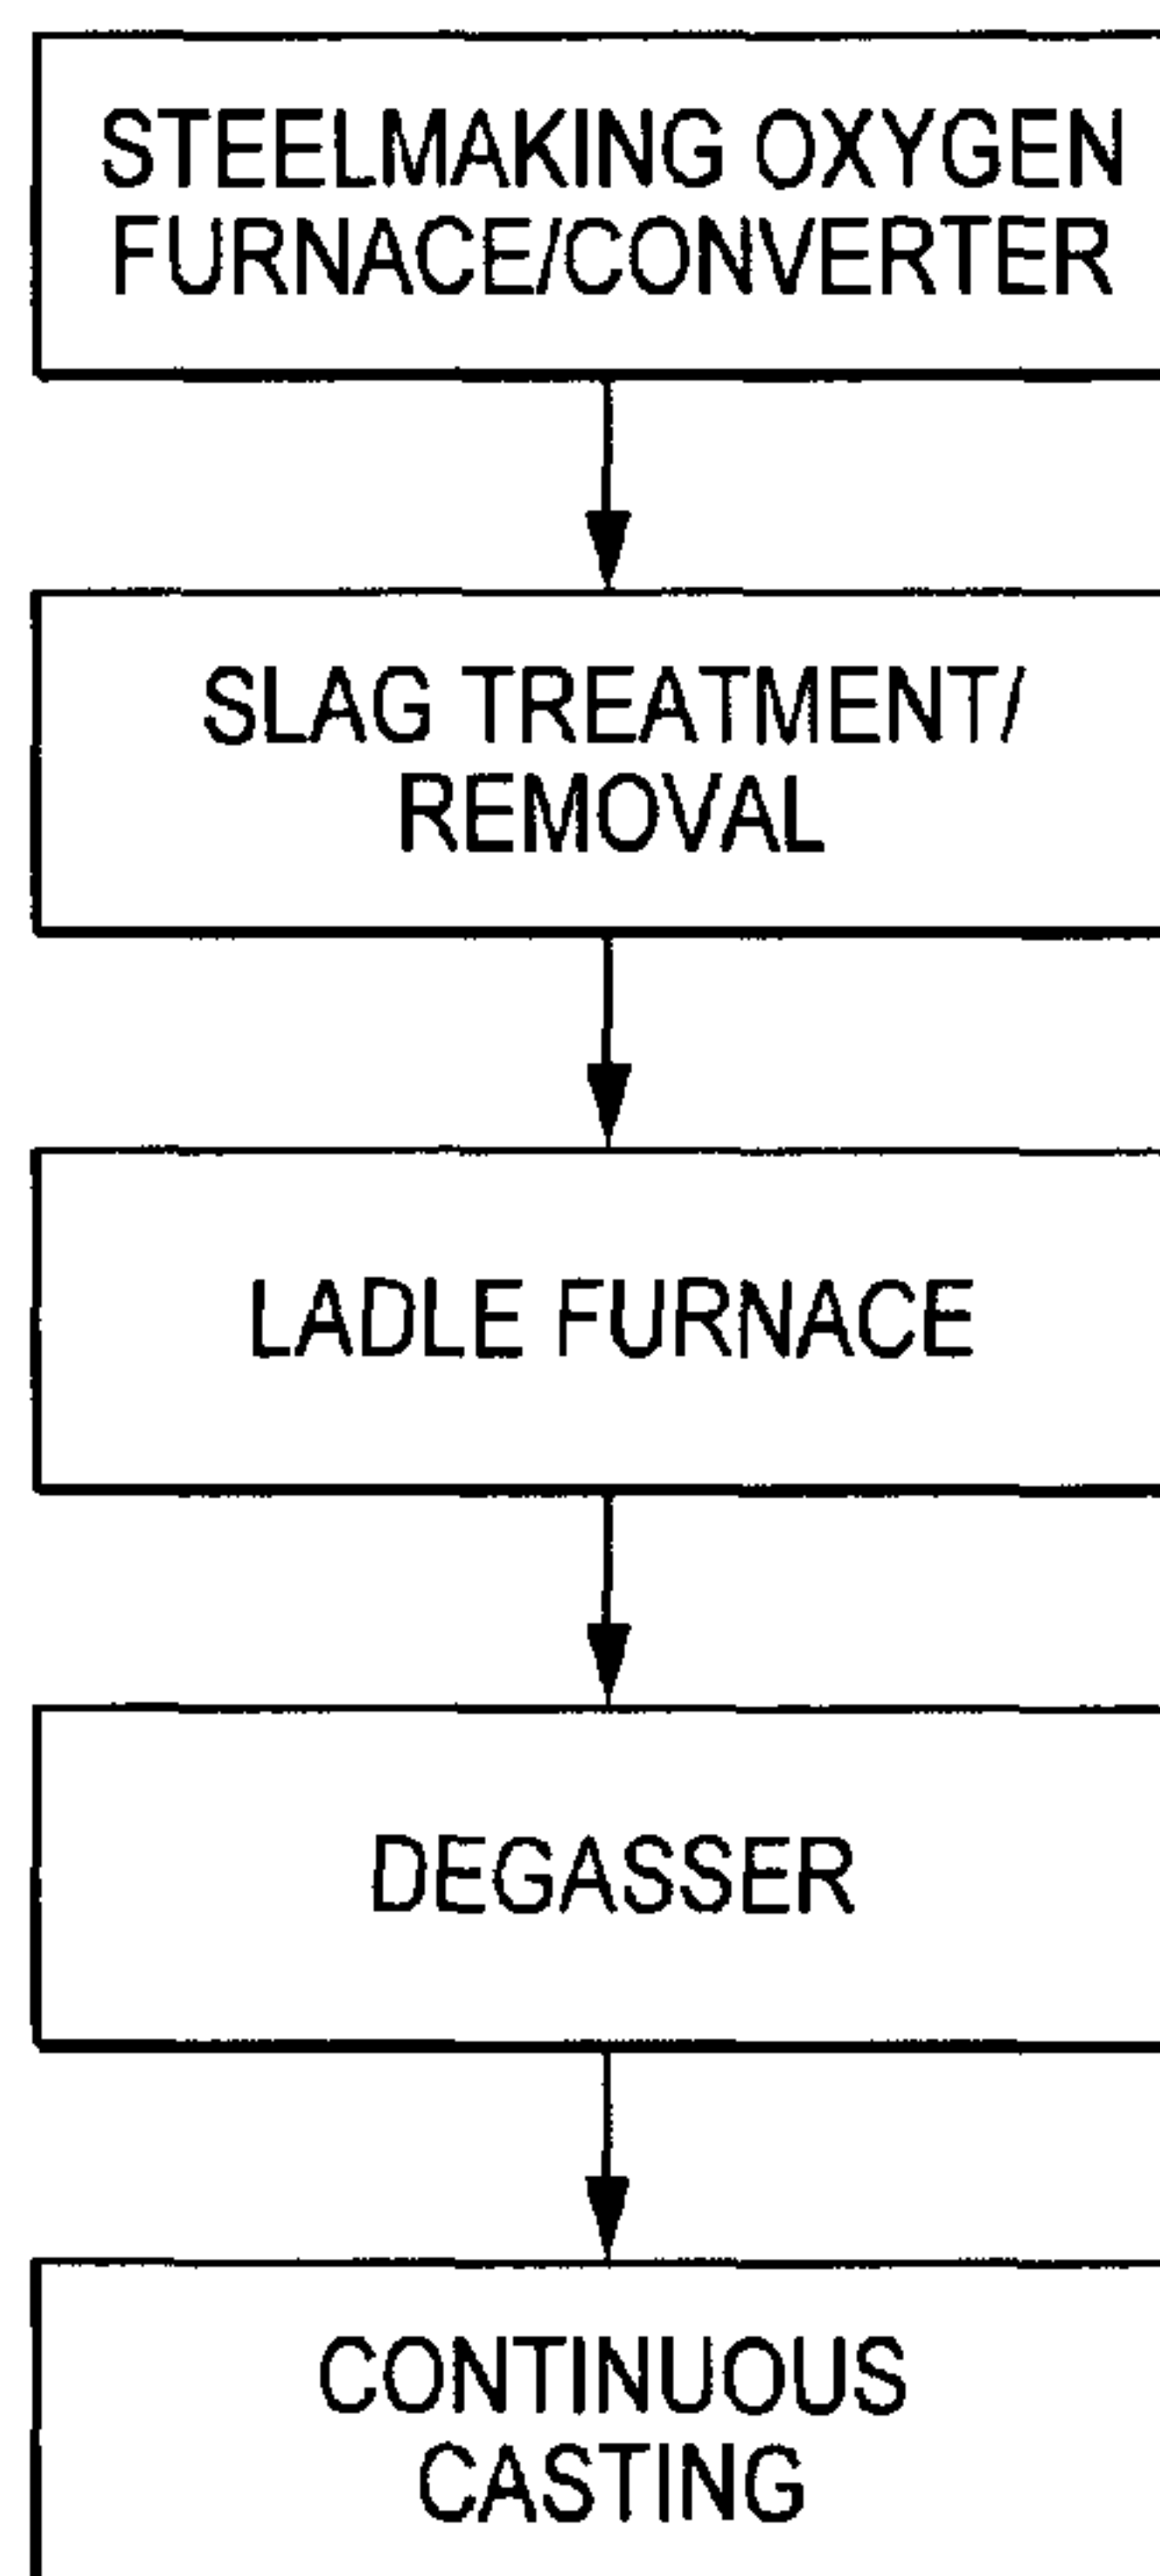 STEELMAKING OXYGEN
FURNACE/CONVERTER
SLAG TREATMENT/
REMOVAL
LADLE FURNACE
DEGASSER
CONTINUOUS
CASTING